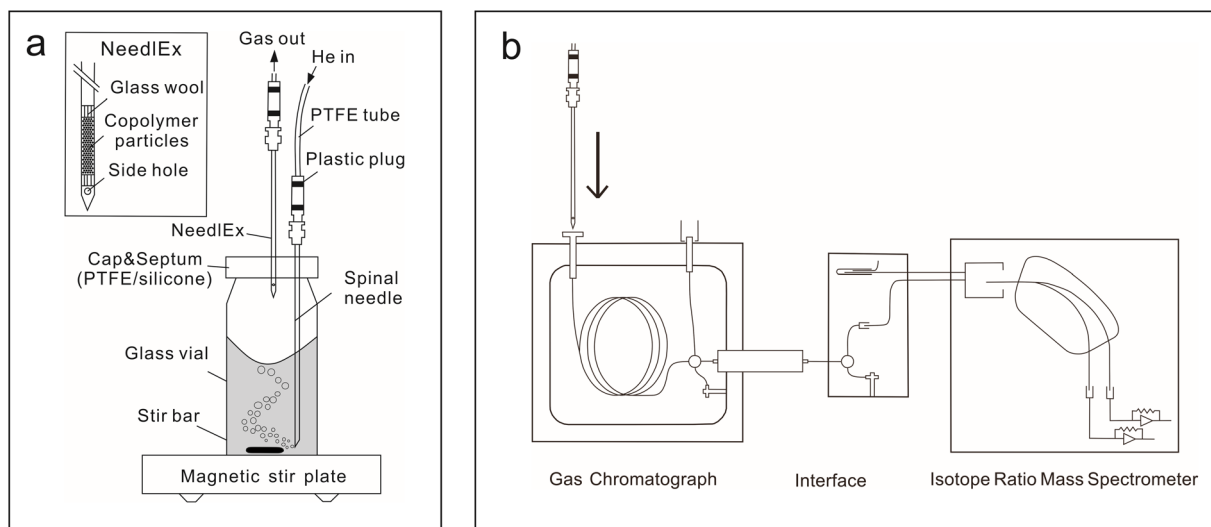 a
NeedlEx
Glass wool
Copolymer
particles
Side hole
Gas out
He in
PTFE tube
Plastic plug
NeedlEx
Cap&Septum
(PTFE/silicone)
Spinal
needle
Glass vial
Stir bar
Magnetic stir plate
b
Gas Chromatograph
Interface
Isotope Ratio Mass Spectrometer